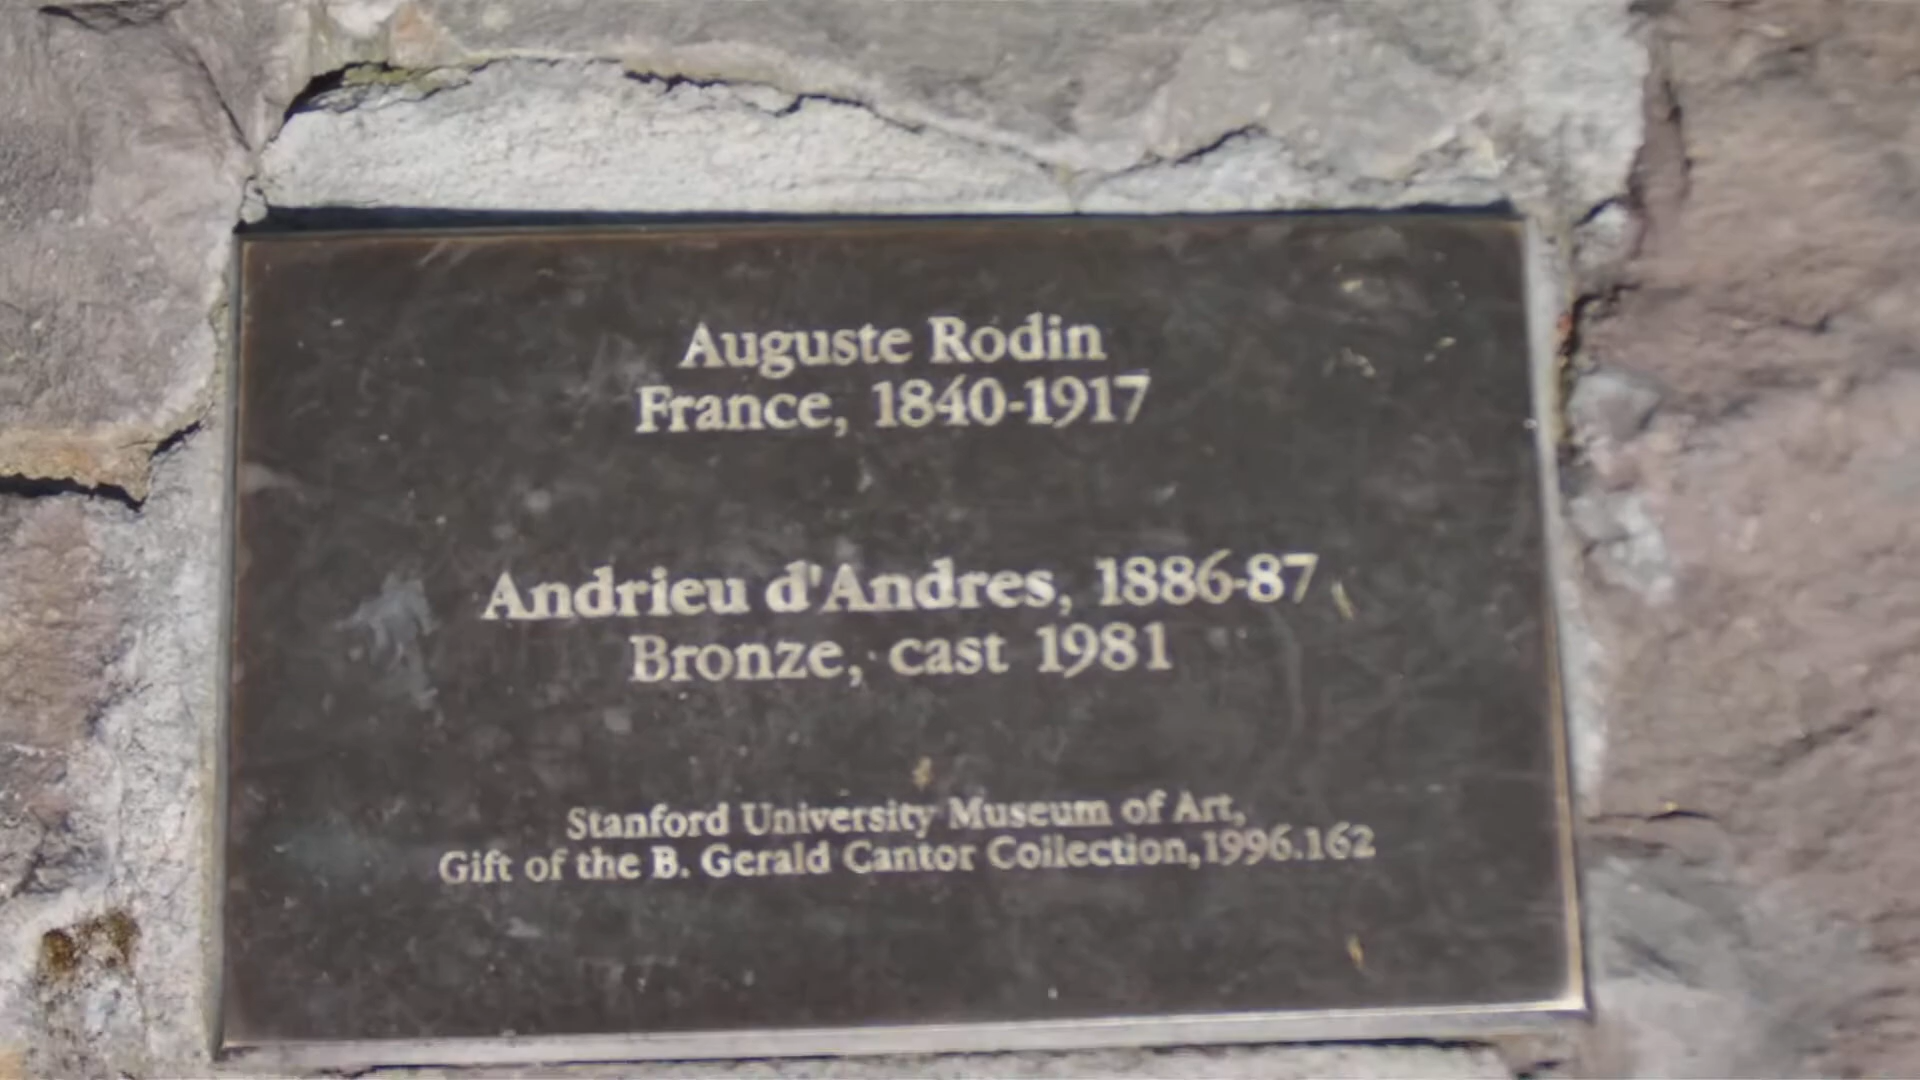 Auguste Rodin
France, 1840-1917
Andrieu d'Andres, 1886-87
Bronze, cast 1981
Stanford University Museum of Art,
Gift of the B. Gerald Cantor Collection, 1996.162